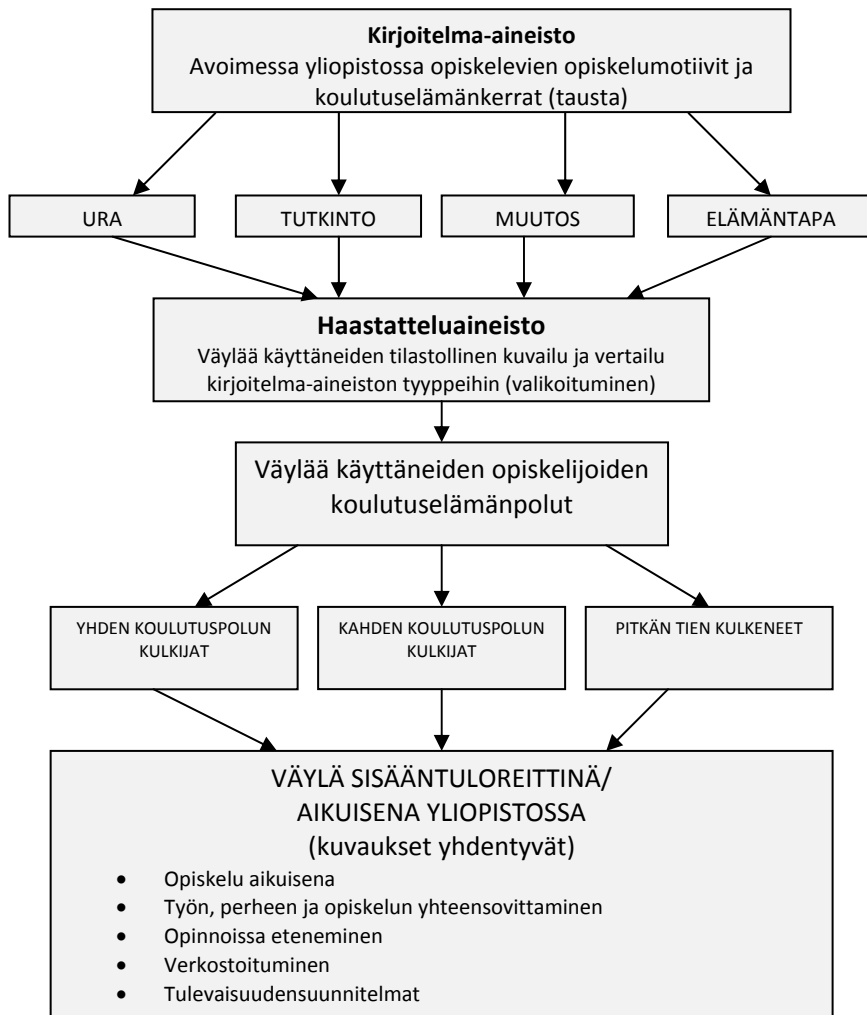 Kirjoitelma-aineisto
Avoimessa yliopistossa opiskelevien opiskelumotiivit ja
koulutuselämänkerrat (tausta)
URA
TUTKINTO
MUUTOS
ELÄMÄNTAPA
Haastatteluaineisto
Väylää käyttäneiden tilastollinen kuvailu ja vertailu
kirjoitelma-aineiston tyyppeihin (valikoituminen)
Väylää käyttäneiden opiskelijoiden
koulutuselämänpolut
YHDEN KOULUTUSPOLUN
KULKIJAT
KAHDEN KOULUTUSPOLUN
KULKIJAT
PITKÄN TIEN KULKENEET
VÄYLÄ SISÄÄNTULOREITTINÄ/
AIKUISENA YLIOPISTOSSA
(kuvaukset yhdentyvät)
• Opiskelu aikuisena
• Työn, perheen ja opiskelun yhteensovittaminen
• Opinnoissa eteneminen
• Verkostoituminen
• Tulevaisuudensuunnitelmat